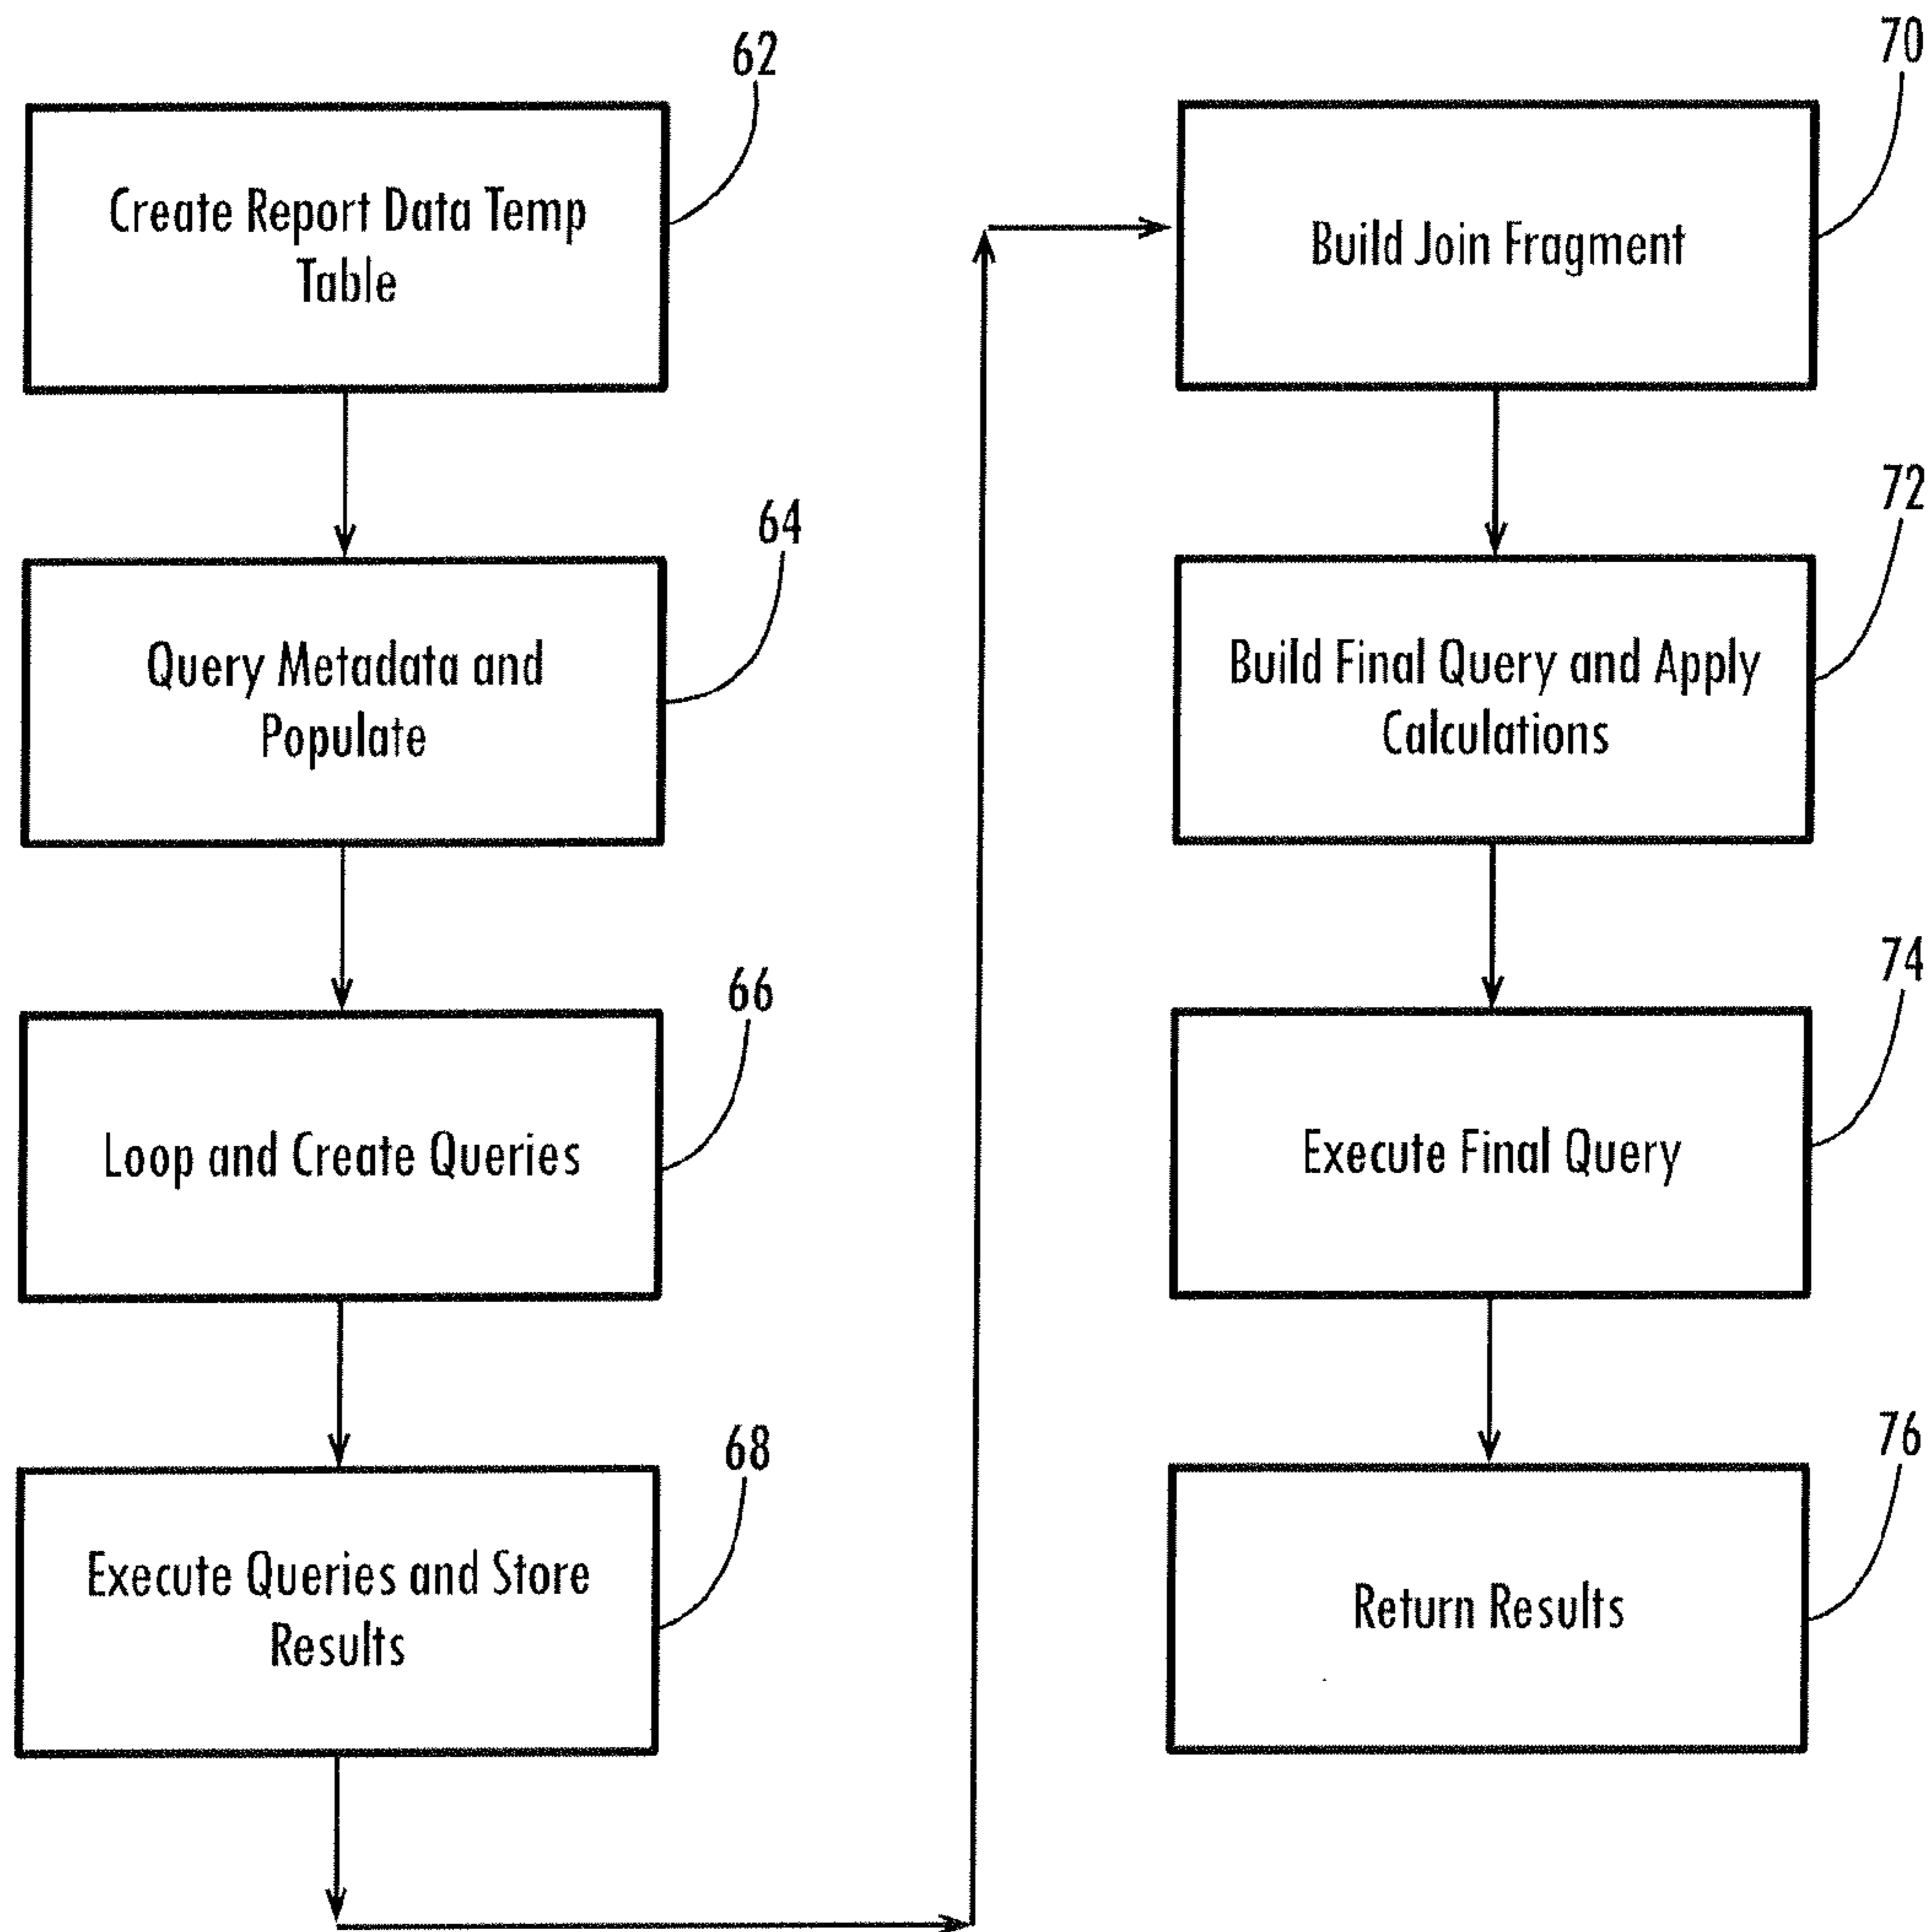 62
Create Report Data Temp
Table
64
Query Metadata and
Populate
66
Loop and Create Queries
68
Execute Queries and Store
Results
70
Build Join Fragment
72
Build Final Query and Apply
Calculations
74
Execute Final Query
76
Return Results